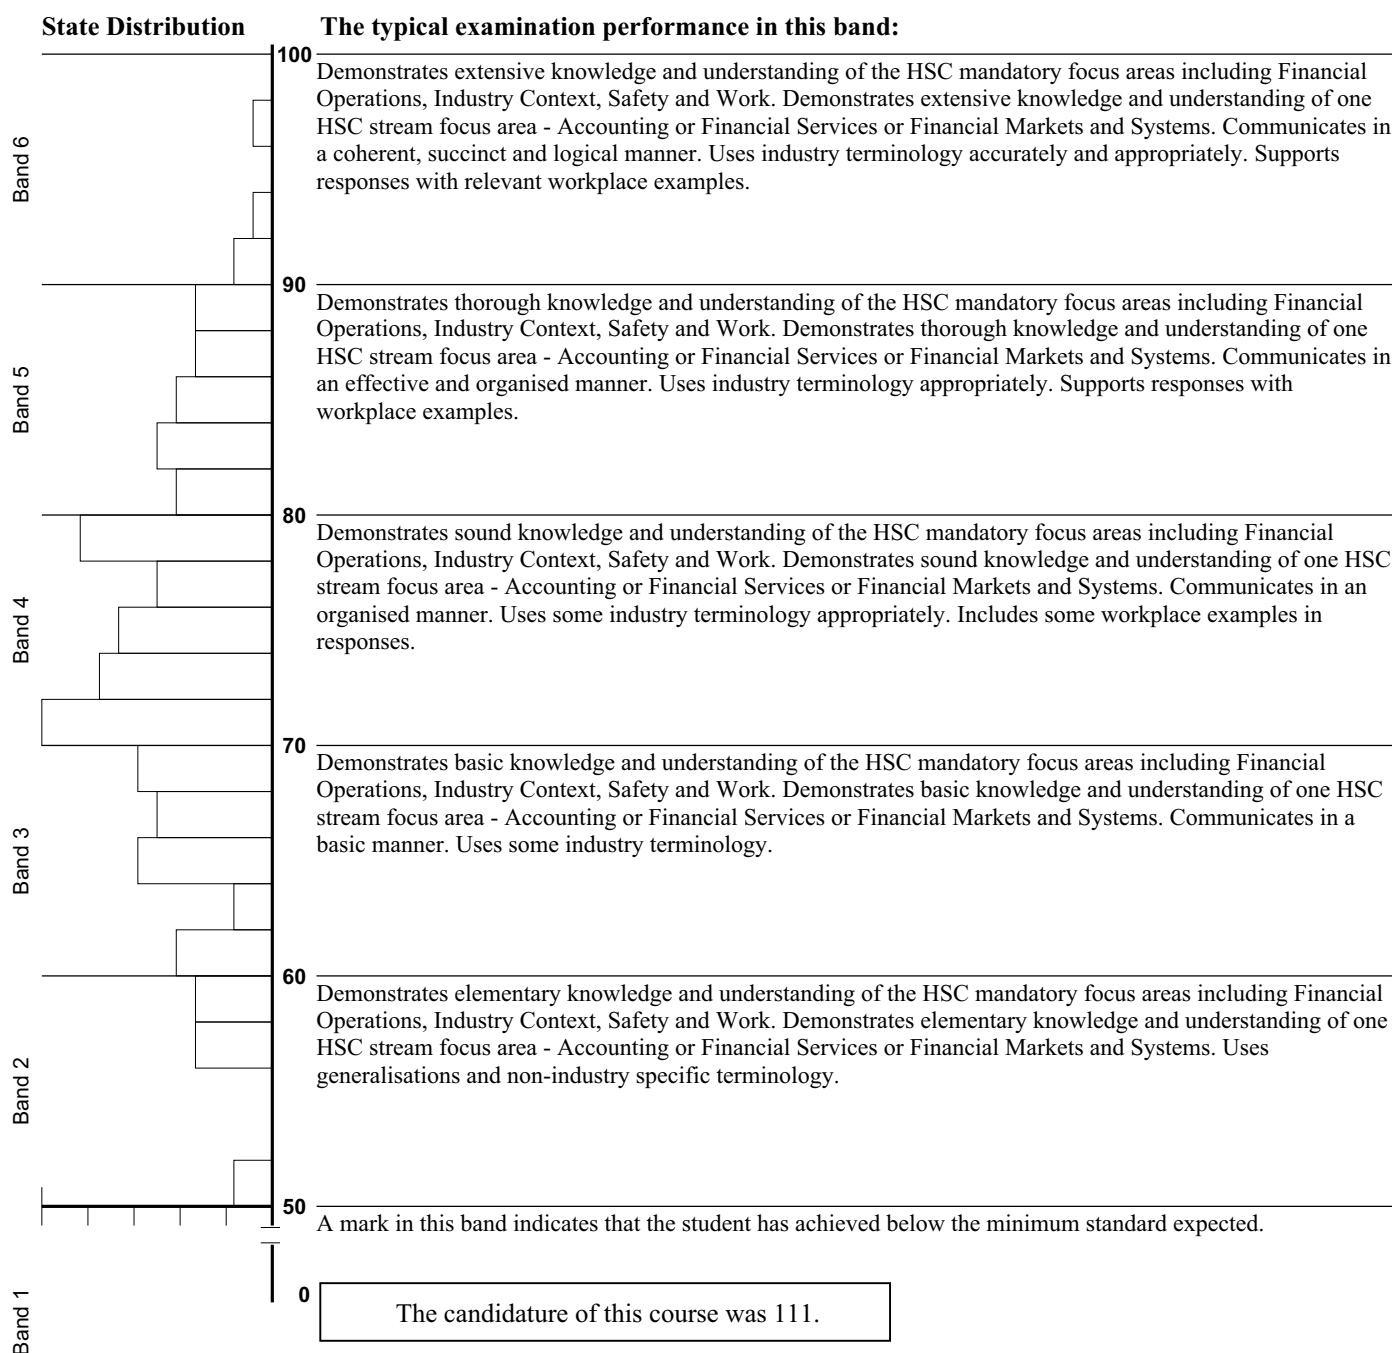 State Distribution
The typical examination performance in this band:
100
Demonstrates extensive knowledge and understanding of the HSC mandatory focus areas including Financial
Operations, Industry Context, Safety and Work. Demonstrates extensive knowledge and understanding of one
HSC stream focus area - Accounting or Financial Services or Financial Markets and Systems. Communicates in
a coherent, succinct and logical manner. Uses industry terminology accurately and appropriately. Supports
responses with relevant workplace examples.
Band 6
90
Demonstrates thorough knowledge and understanding of the HSC mandatory focus areas including Financial
Operations, Industry Context, Safety and Work. Demonstrates thorough knowledge and understanding of one
HSC stream focus area - Accounting or Financial Services or Financial Markets and Systems. Communicates in
an effective and organised manner. Uses industry terminology appropriately. Supports responses with
workplace examples.
Band 5
80
Demonstrates sound knowledge and understanding of the HSC mandatory focus areas including Financial
Operations, Industry Context, Safety and Work. Demonstrates sound knowledge and understanding of one HSC
stream focus area - Accounting or Financial Services or Financial Markets and Systems. Communicates in an
organised manner. Uses some industry terminology appropriately. Includes some workplace examples in
responses.
Band 4
70
Demonstrates basic knowledge and understanding of the HSC mandatory focus areas including Financial
Operations, Industry Context, Safety and Work. Demonstrates basic knowledge and understanding of one HSC
stream focus area - Accounting or Financial Services or Financial Markets and Systems. Communicates in a
basic manner. Uses some industry terminology.
Band 3
60
Demonstrates elementary knowledge and understanding of the HSC mandatory focus areas including Financial
Operations, Industry Context, Safety and Work. Demonstrates elementary knowledge and understanding of one
HSC stream focus area - Accounting or Financial Services or Financial Markets and Systems. Uses
generalisations and non-industry specific terminology.
Band 2
50
A mark in this band indicates that the student has achieved below the minimum standard expected.
0
Band 1
The candidature of this course was 111.